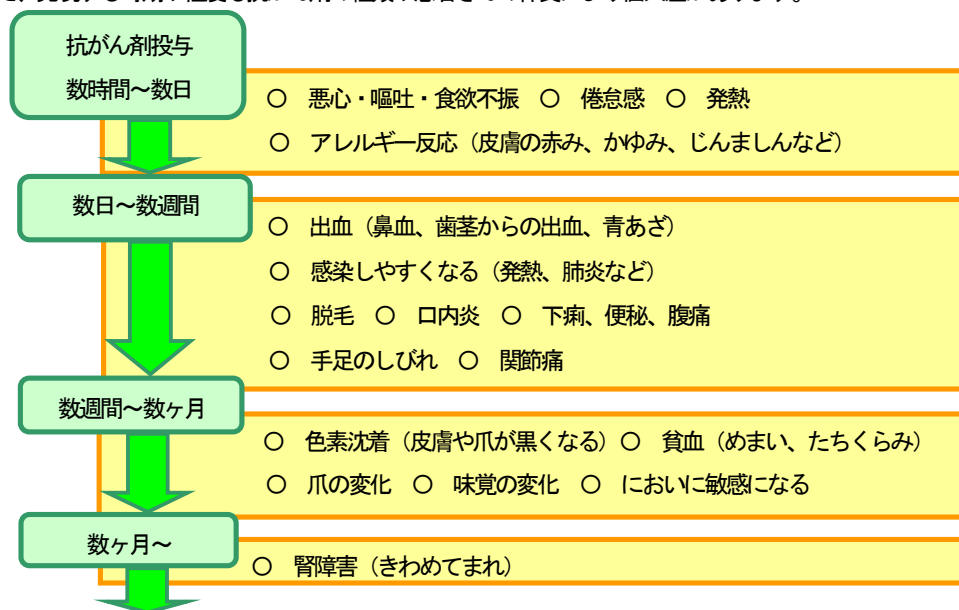 抗がん剤投与
数時間～数日
○ 悪心・嘔吐・食欲不振 ○ 倦怠感 ○ 発熱
○ アレルギー反応（皮膚の赤み、かゆみ、じんましんなど）
数日～数週間
○ 出血（鼻血、歯茎からの出血、青あざ）
○ 感染しやすくなる（発熱、肺炎など）
○ 脱毛 ○ 口内炎 ○ 下痢、便秘、腹痛
○ 手足のしびれ ○ 関節痛
数週間～数ヶ月
○ 色素沈着（皮膚や爪が黒くなる）○ 貧血（めまい、たちくらみ）
○ 爪の変化 ○ 味覚の変化 ○ においに敏感になる
数ヶ月～
○ 腎障害（きわめてまれ）